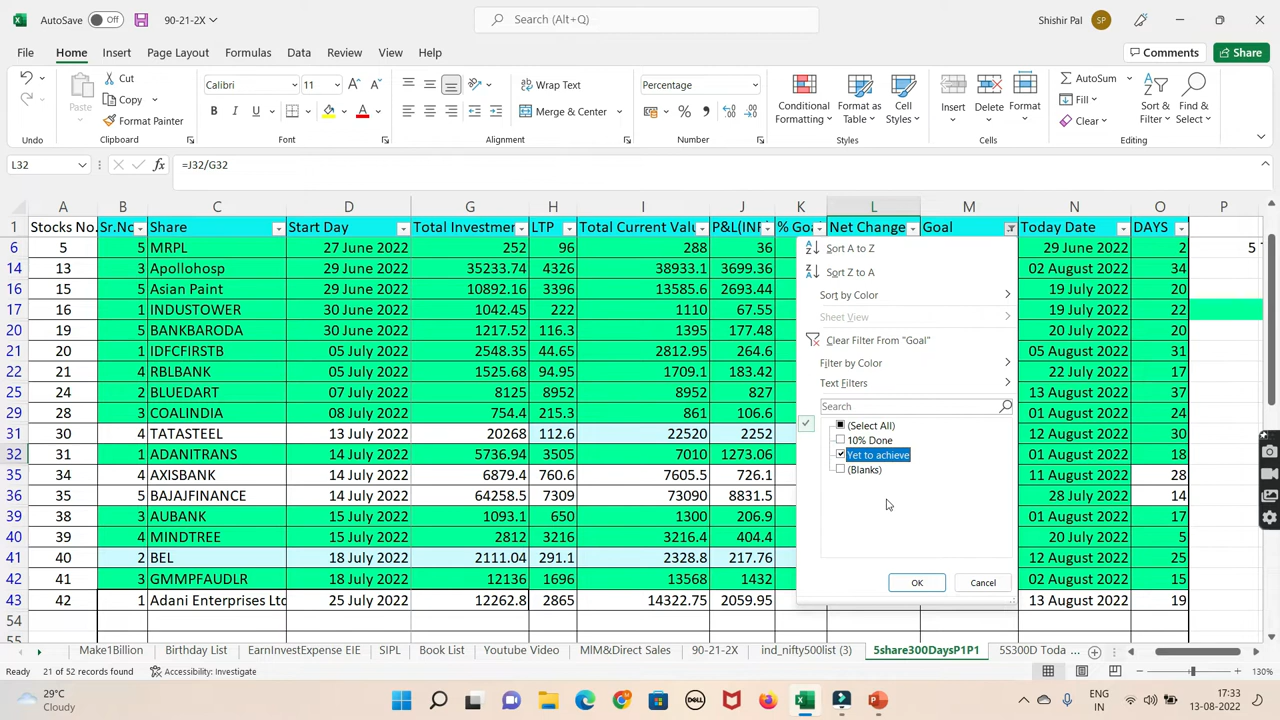 AutoSave Off 90-21-2X Search (Alt+Q) Shishir Pal SP
File Home Insert Page Layout Formulas Data Review View Help Comments Share
Paste Cut Copy Format Painter Calibri 11 B I U Wrap Text Merge & Center Percentage Conditional Formatting Format as Table Cell Styles Insert Delete Format AutoSum Fill Clear Sort & Filter Find & Select
Undo Clipboard Font Alignment Number Styles Cells Editing
L32 fx =J32/G32
A B C D G H I J K L M N O P
1 Stocks No. Sr.No Share Start Day Total Investmen LTP Total Current Valu P&L(INR % Goa Net Change Goal Today Date DAYS
6 5 5 MRPL 27 June 2022 252 96 288 36 29 June 2022 2 5
14 13 3 Apollohosp 29 June 2022 35233.74 4326 38933.1 3699.36 02 August 2022 34
16 15 5 Asian Paint 29 June 2022 10892.16 3396 13585.6 2693.44 19 July 2022 20
17 16 1 INDUSTOWER 30 June 2022 1042.45 222 1110 67.55 19 July 2022 22
20 19 5 BANKBARODA 30 June 2022 1217.52 116.3 1395 177.48 20 July 2022 20
21 20 1 IDFCFIRSTB 05 July 2022 2548.35 44.65 2812.95 264.6 05 August 2022 31
22 21 4 RBLBANK 05 July 2022 1525.68 94.95 1709.1 183.42 22 July 2022 17
25 24 2 BLUEDART 07 July 2022 8125 8952 8952 827 13 August 2022 37
29 28 3 COALINDIA 08 July 2022 754.4 215.3 861 106.6 01 August 2022 24
31 30 4 TATASTEEL 13 July 2022 20268 112.6 22520 2252 12 August 2022 30
32 31 1 ADANITRANS 14 July 2022 5736.94 3505 7010 1273.06 01 August 2022 18
35 34 4 AXISBANK 14 July 2022 6879.4 760.6 7605.5 726.1 11 August 2022 28
36 35 5 BAJAJFINANCE 14 July 2022 64258.5 7309 73090 8831.5 28 July 2022 14
39 38 3 AUBANK 15 July 2022 1093.1 650 1300 206.9 01 August 2022 17
40 39 4 MINDTREE 15 July 2022 2812 3216 3216.4 404.4 20 July 2022 5
41 40 2 BEL 18 July 2022 2111.04 291.1 2328.8 217.76 12 August 2022 25
42 41 3 GMMPFAUDLR 18 July 2022 12136 1696 13568 1432 02 August 2022 15
43 42 1 Adani Enterprises Ltd 25 July 2022 12262.8 2865 14322.75 2059.95 13 August 2022 19
54
55
Sort A to Z
Sort Z to A
Sort by Color
Sheet View
Clear Filter From "Goal"
Filter by Color
Text Filters
Search
(Select All)
10% Done
Yet to achieve
(Blanks)
OK Cancel
Make1Billion Birthday List EarnInvestment EIE SIPL Book List Youtube Video MIM&Direct Sales 90-21-2X ind_nifty500list (3) 5share300DaysP1P1 5S300D Toda ...
Ready 21 of 52 records found Accessibility: Investigate 130%
29°C
Cloudy
DELL
ENG
IN
17:33
13-08-2022